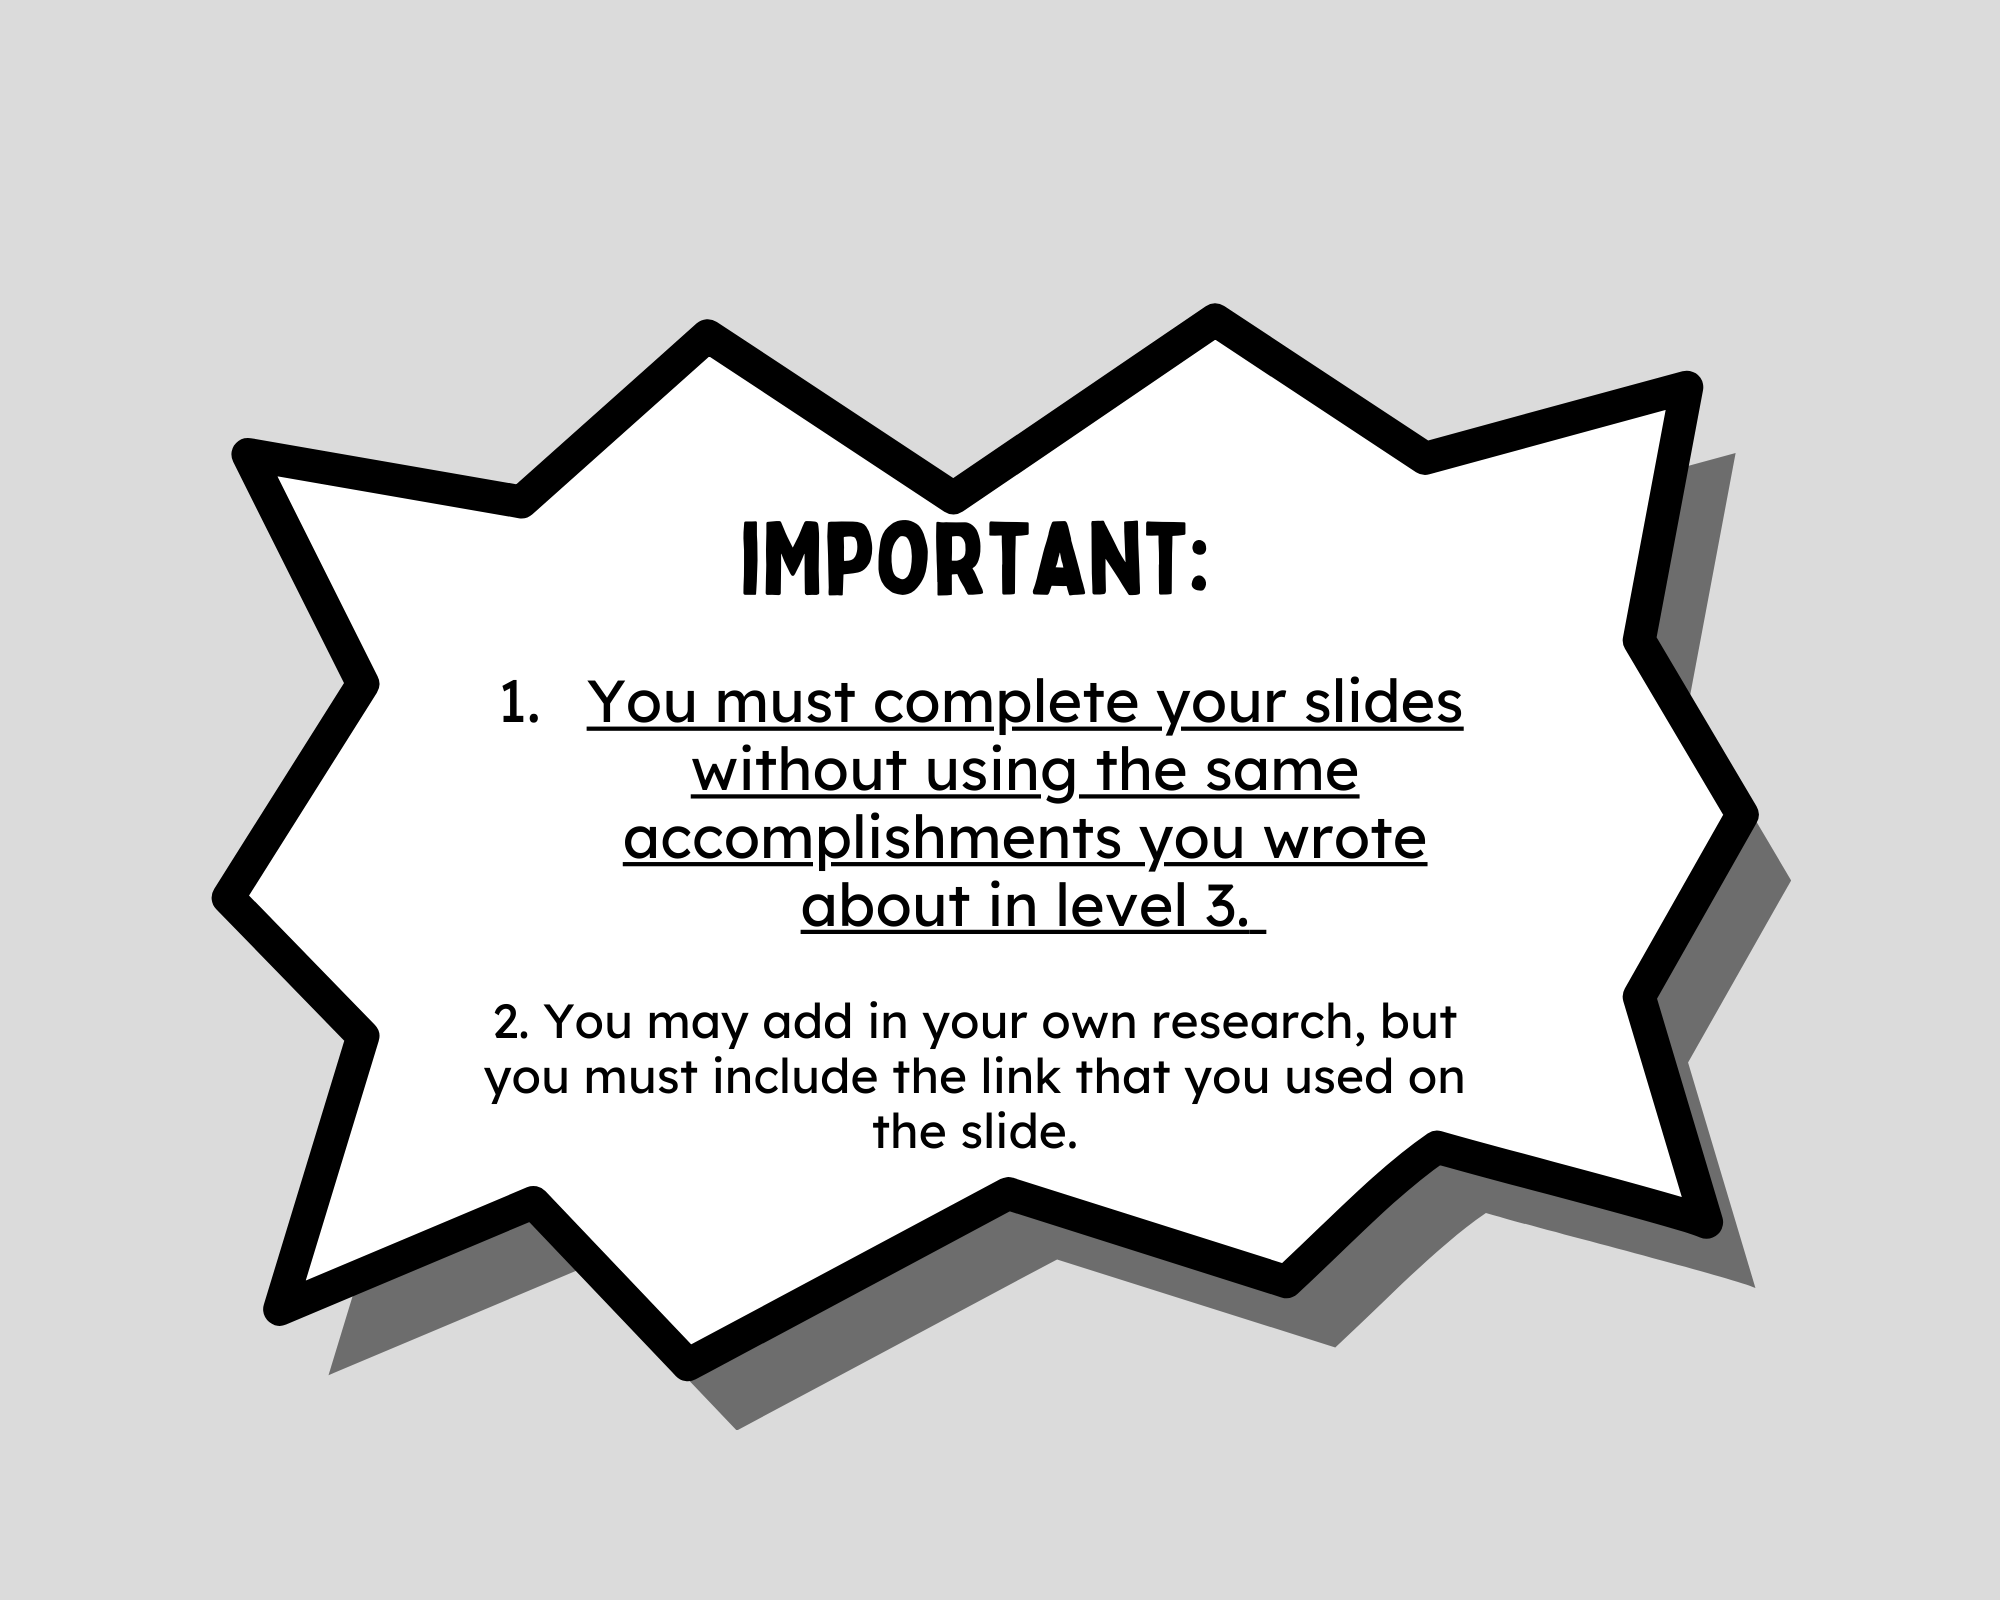 IMPORTANT:
1. You must complete your slides
without using the same
accomplishments you wrote
about in level 3.
2. You may add in your own research, but
you must include the link that you used on
the slide.